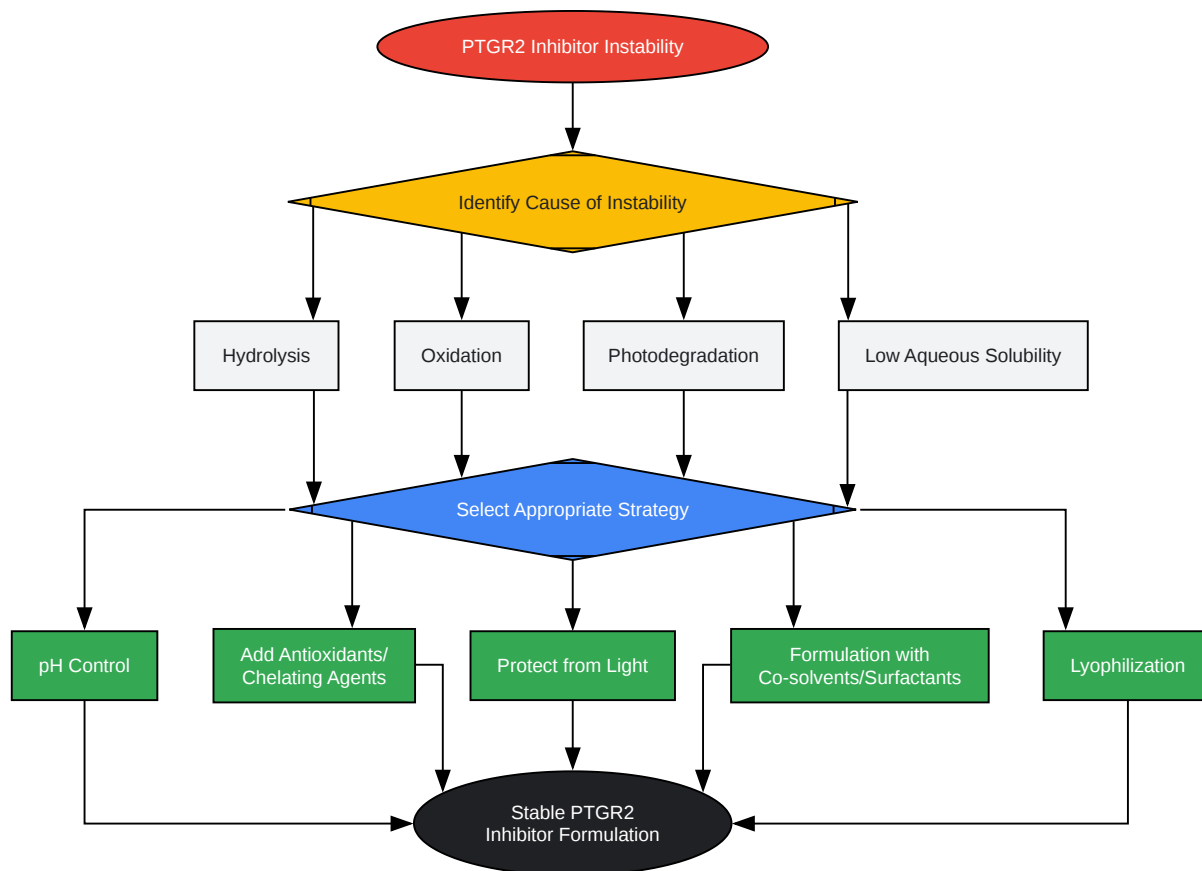 PTGR2 Inhibitor Instability
Identify Cause of Instability
Hydrolysis
Oxidation
Photodegradation
Low Aqueous Solubility
Select Appropriate Strategy
pH Control
Add Antioxidants/
Chelating Agents
Protect from Light
Formulation with
Co-solvents/Surfactants
Lyophilization
Stable PTGR2
Inhibitor Formulation